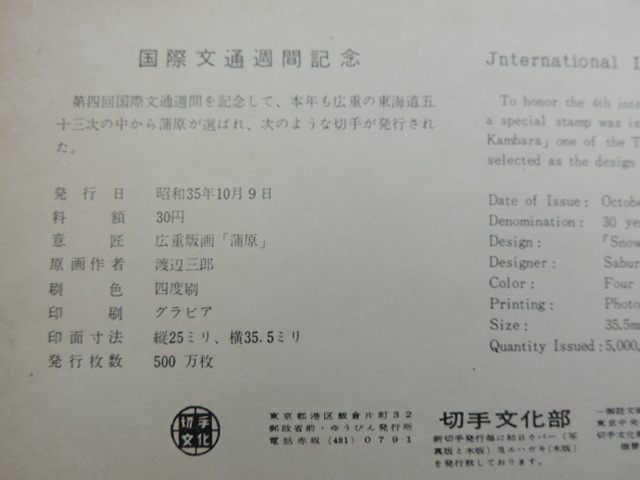 国際文通週間記念
第四回国際文通週間を記念して、本年も広重の東海道五
十三次の中から蒲原が選ばれ、次のような切手が発行され
た。
発行日 昭和35年10月9日
料額 30円
意匠 広重版画「蒲原」
原画作者 渡辺三郎
刷色 四度刷
印刷 グラビア
印面寸法 縦25ミリ、横35.5ミリ
発行枚数 500万枚
Jnternational
To honor the 4th
a special stamp was
Kambara」 one of the
selected as the design
Date of Issue:
Denomination: 30
Design: 「Snow
Designer:
Color: Four
Printing:
Size:
Quantity Issued: 5,000,
切手
文化
東京都港区飯倉片町32
郵政省前・ゆうびん発行所
電話赤坂(481)0791
切手文化部
新切手発行毎に初日カバー(写
真版と木版)及エハガキ(木版)
を発行致しております。
東京中央